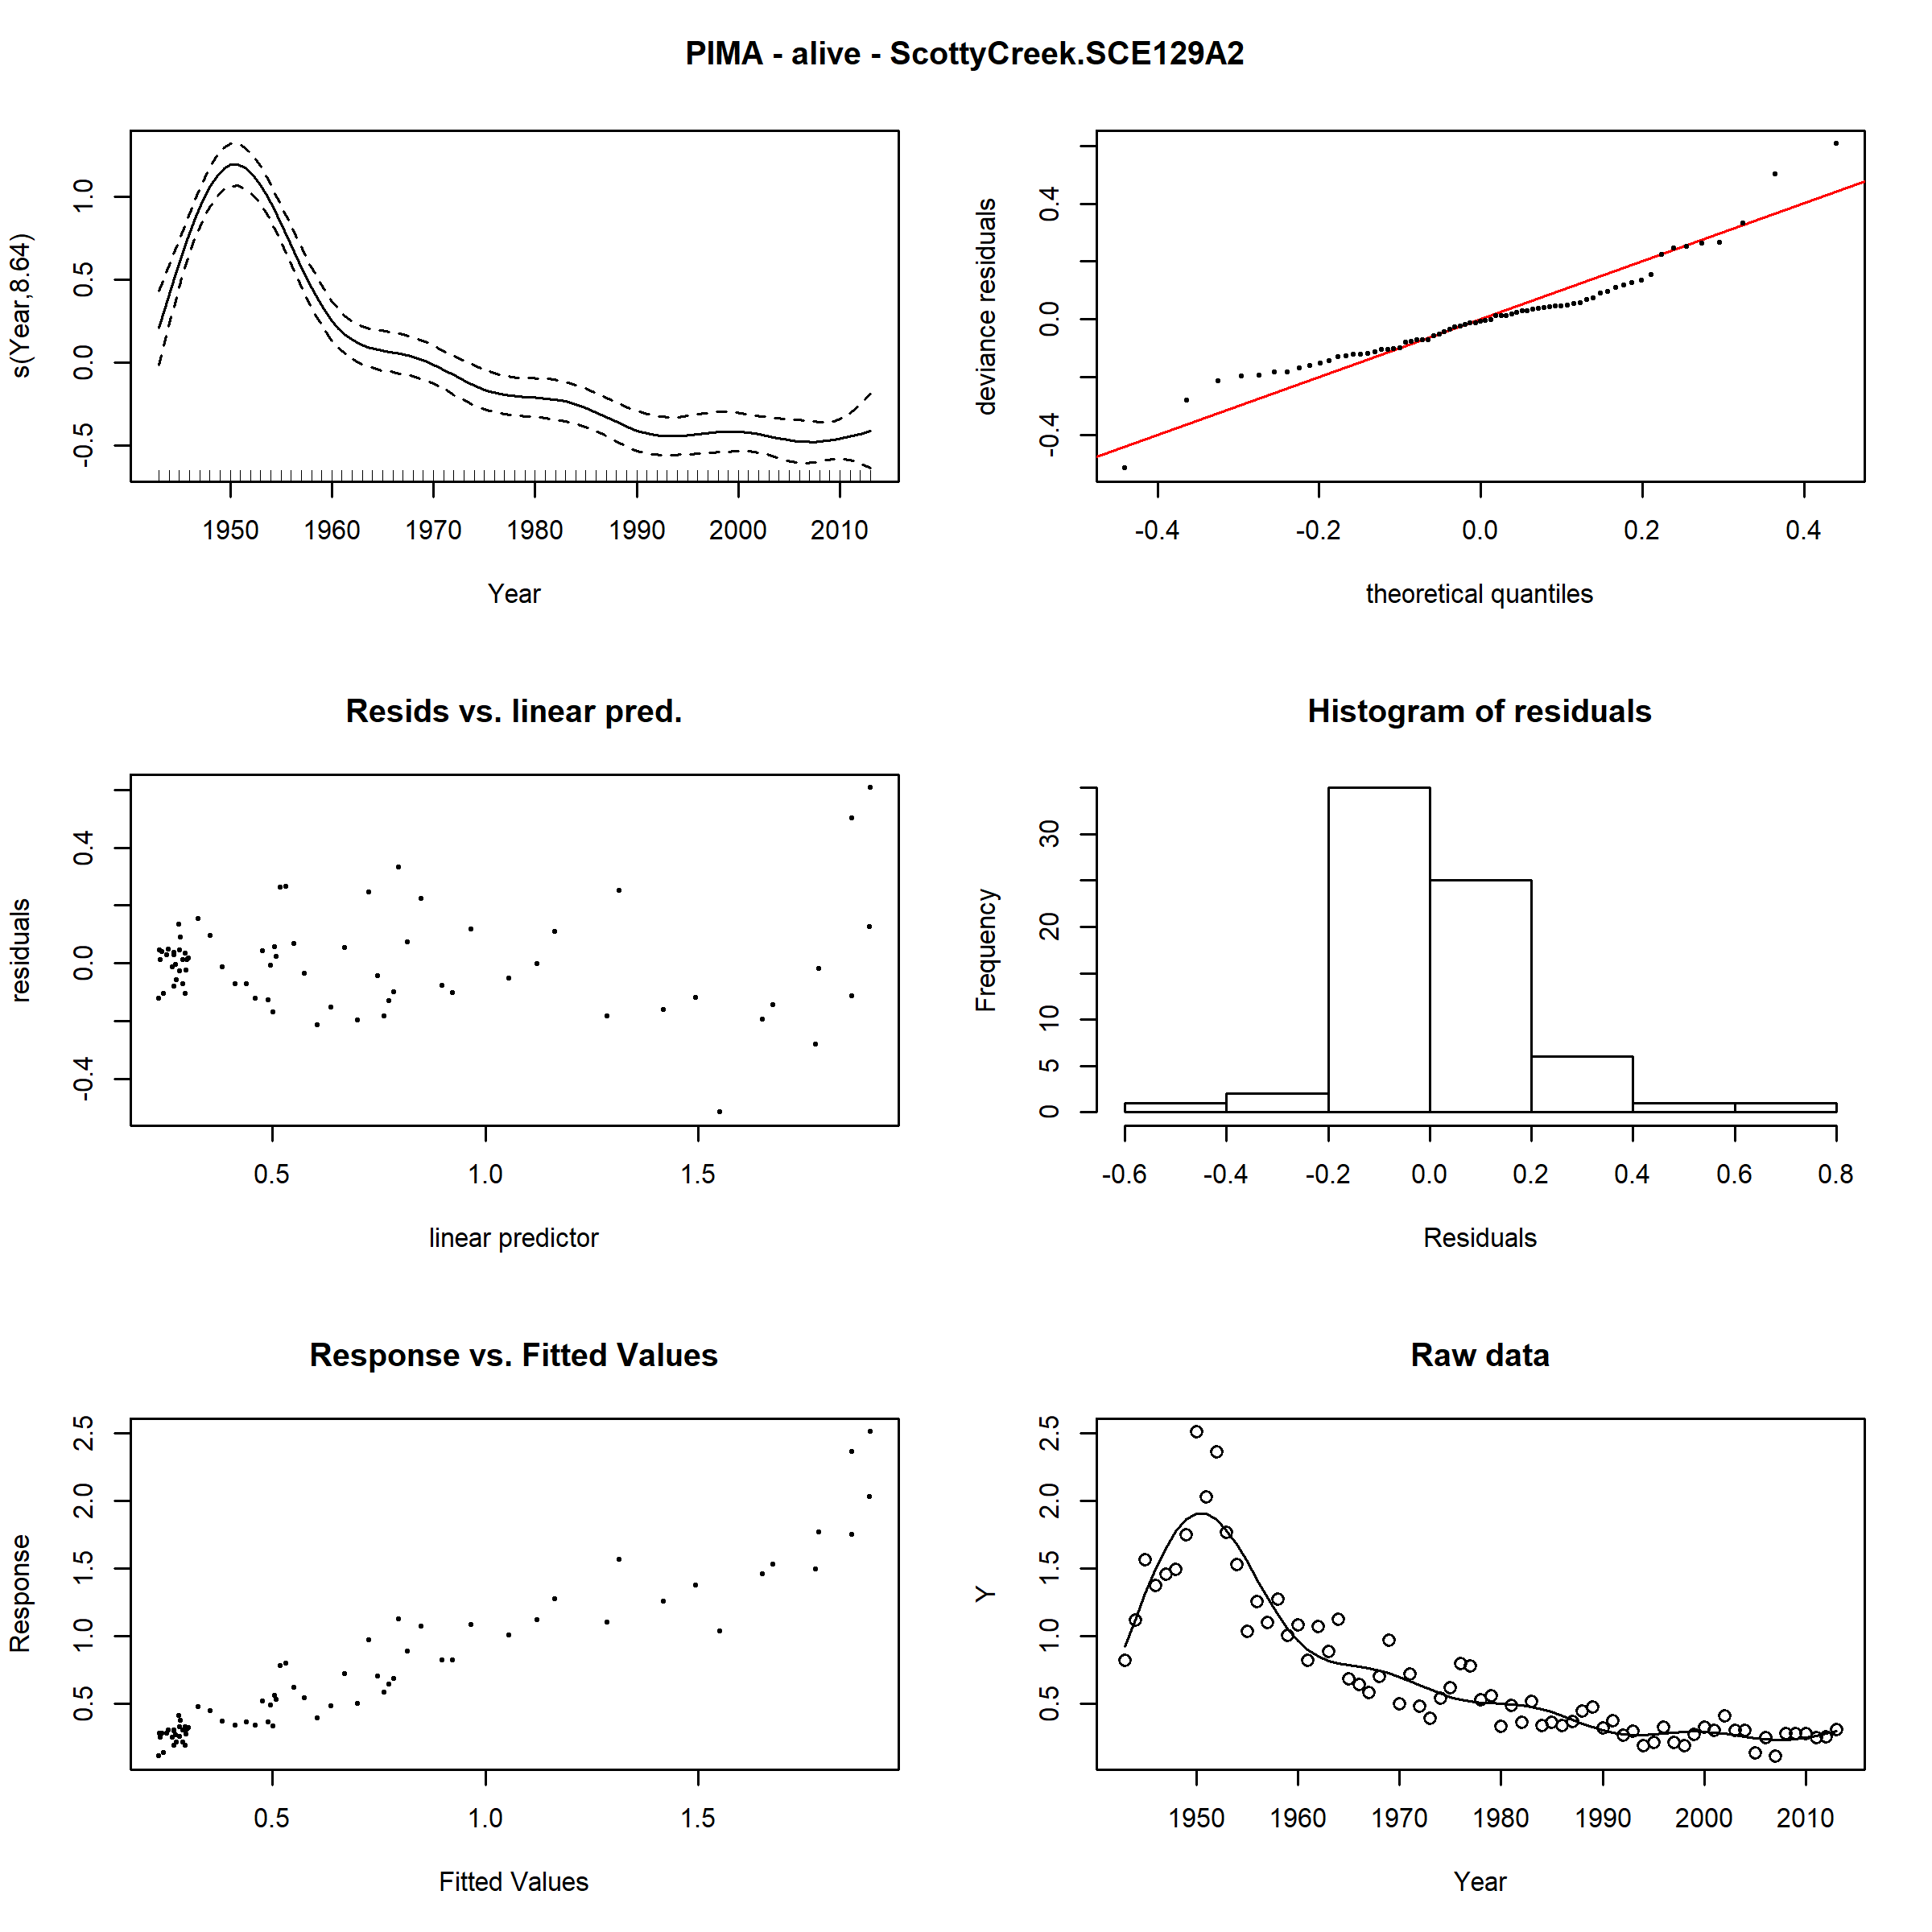 PIMA - alive - ScottyCreek.SCE129A2
s(Year,8.64)
1.0
0.5
0.0
-0.5
1950 1960 1970 1980 1990 2000 2010
Year
deviance residuals
0.4
0.0
-0.4
-0.4 -0.2 0.0 0.2 0.4
theoretical quantiles
Resids vs. linear pred.
residuals
0.4
0.0
-0.4
0.5 1.0 1.5
linear predictor
Histogram of residuals
Frequency
30
20
10
5
0
-0.6 -0.4 -0.2 0.0 0.2 0.4 0.6 0.8
Residuals
Response vs. Fitted Values
Response
2.5
2.0
1.5
1.0
0.5
0.5 1.0 1.5
Fitted Values
Raw data
Y
2.5
2.0
1.5
1.0
0.5
1950 1960 1970 1980 1990 2000 2010
Year